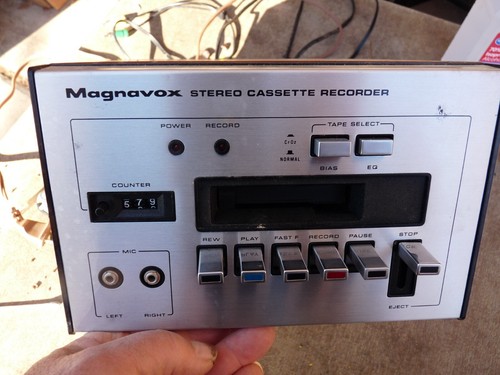 Magnavox STEREO CASSETTE RECORDER
POWER RECORD
TAPE SELECT
CrO2
NORMAL
BIAS EQ
COUNTER
579
REW PLAY FAST F. RECORD PAUSE STOP
MIC
LEFT RIGHT
EJECT